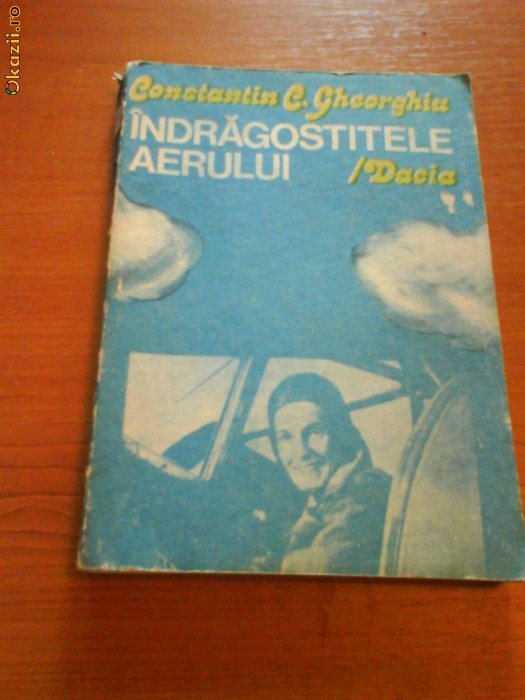 Okazii.ro
Constantin C. Gheorghiu
ÎNDRĂGOSTITELE
AERULUI /Dacia